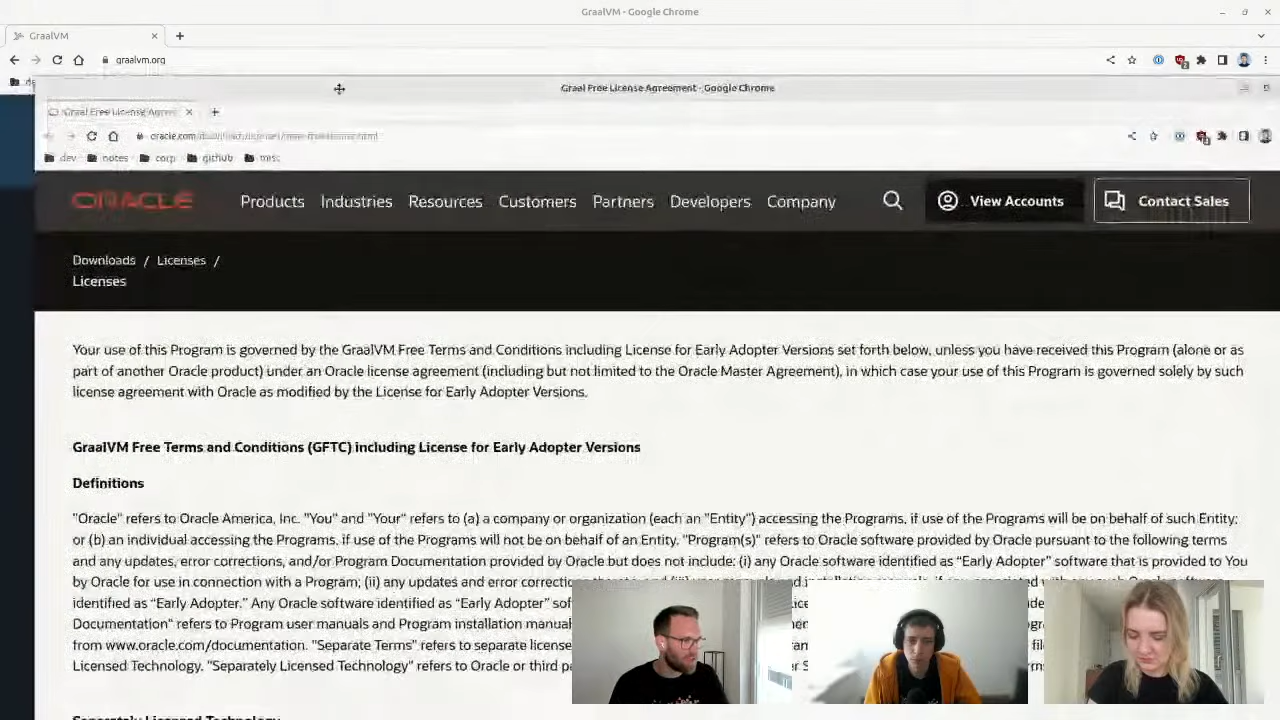 GraalVM - Google Chrome
GraalVM
graalvm.org
Graal Free License Agreement - Google Chrome
Graal Free License Agree
dev notes corp github misc
ORACLE Products Industries Resources Customers Partners Developers Company View Accounts Contact Sales
Downloads / Licenses /
Licenses
Your use of this Program is governed by the GraalVM Free Terms and Conditions including License for Early Adopter Versions set forth below, unless you have received this Program (alone or as
part of another Oracle product) under an Oracle license agreement (including but not limited to the Oracle Master Agreement), in which case your use of this Program is governed solely by such
license agreement with Oracle as modified by the License for Early Adopter Versions.
GraalVM Free Terms and Conditions (GFTC) including License for Early Adopter Versions
Definitions
"Oracle" refers to Oracle America, Inc. "You" and "Your" refers to (a) a company or organization (each an "Entity") accessing the Programs, if use of the Programs will be on behalf of such Entity;
or (b) an individual accessing the Programs, if use of the Programs will not be on behalf of an Entity. "Program(s)" refers to Oracle software provided by Oracle pursuant to the following terms
and any updates, error corrections, and/or Program Documentation provided by Oracle but does not include: (i) any Oracle software identified as “Early Adopter” software that is provided to You
by Oracle for use in connection with a Program; (ii) any updates and error
identified as “Early Adopter.” Any Oracle software identified as “Early Adopter”
Documentation" refers to Program user manuals and Program installation
from www.oracle.com/documentation. "Separate Terms" refers to separate license
Licensed Technology. "Separately Licensed Technology" refers to Oracle or third
Separately Licensed Technology